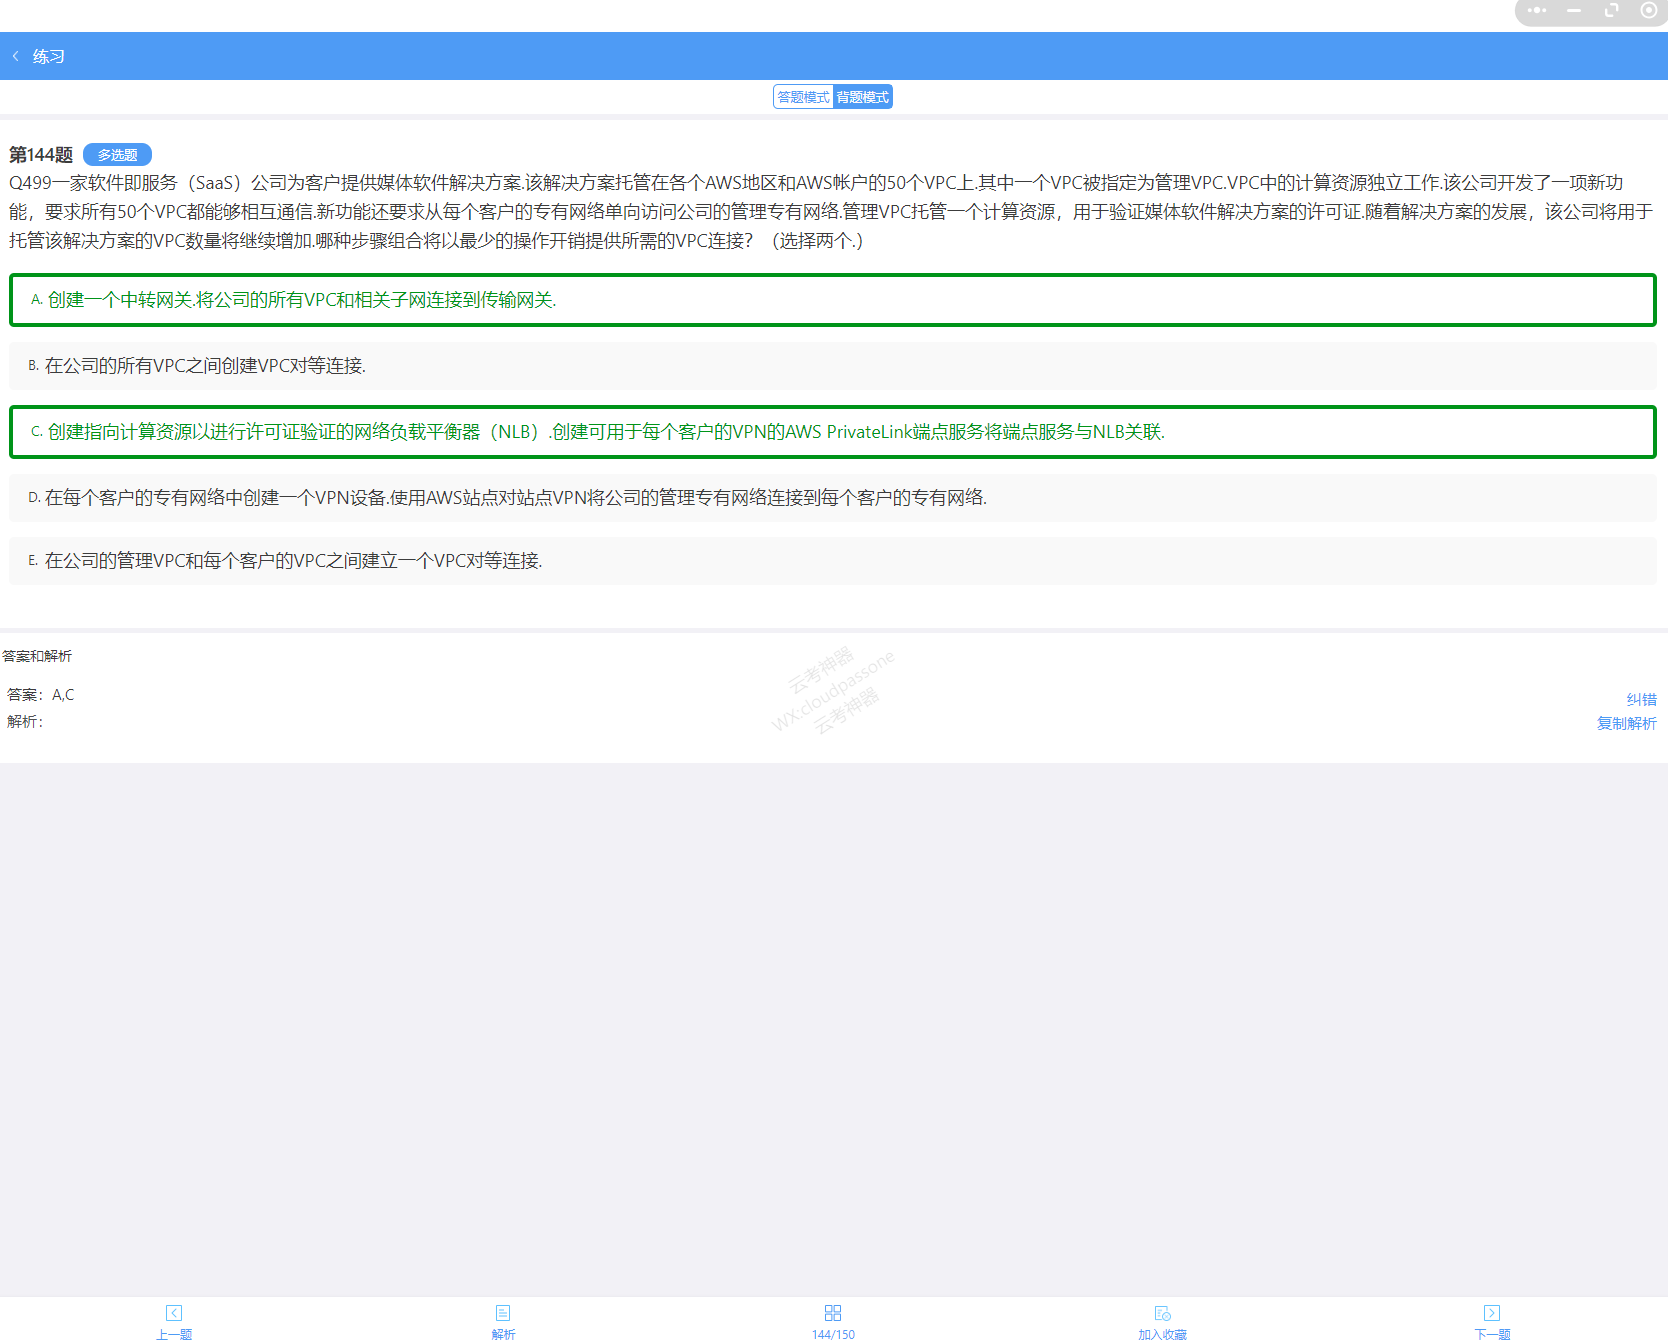 练习
答题模式 背题模式
第144题 多选题
Q499一家软件即服务（SaaS）公司为客户提供媒体软件解决方案.该解决方案托管在各个AWS地区和AWS帐户的50个VPC上.其中一个VPC被指定为管理VPC.VPC中的计算资源独立工作.该公司开发了一项新功
能，要求所有50个VPC都能够相互通信.新功能还要求从每个客户的专有网络单向访问公司的管理专有网络.管理VPC托管一个计算资源，用于验证媒体软件解决方案的许可证.随着解决方案的发展，该公司将用于
托管该解决方案的VPC数量将继续增加.哪种步骤组合将以最少的操作开销提供所需的VPC连接？（选择两个.）
A. 创建一个中转网关.将公司的所有VPC和相关子网连接到传输网关.
B. 在公司的所有VPC之间创建VPC对等连接.
C. 创建指向计算资源以进行许可证验证的网络负载平衡器（NLB）.创建可用于每个客户的VPN的AWS PrivateLink端点服务将端点服务与NLB关联.
D. 在每个客户的专有网络中创建一个VPN设备.使用AWS站点对站点VPN将公司的管理专有网络连接到每个客户的专有网络.
E. 在公司的管理VPC和每个客户的VPC之间建立一个VPC对等连接.
答案和解析
云考神器
WX:cloudpassone
云考神器
答案：A,C
纠错
解析：
复制解析
上一题 解析 144/150 加入收藏 下一题